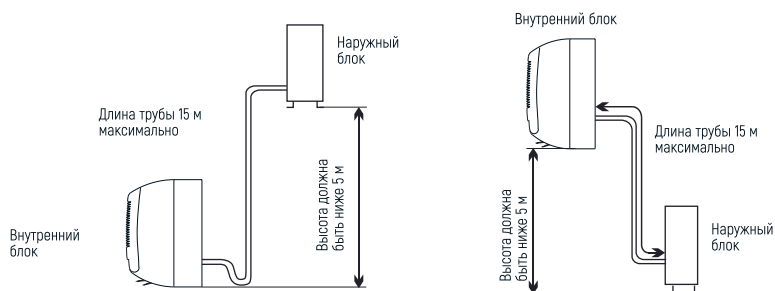 Наружный
блок
Длина трубы 15 м
максимально
Высота должна
быть ниже 5 м
Внутренний
блок
Внутренний блок
Длина трубы 15 м
максимально
Высота должна
быть ниже 5 м
Наружный
блок